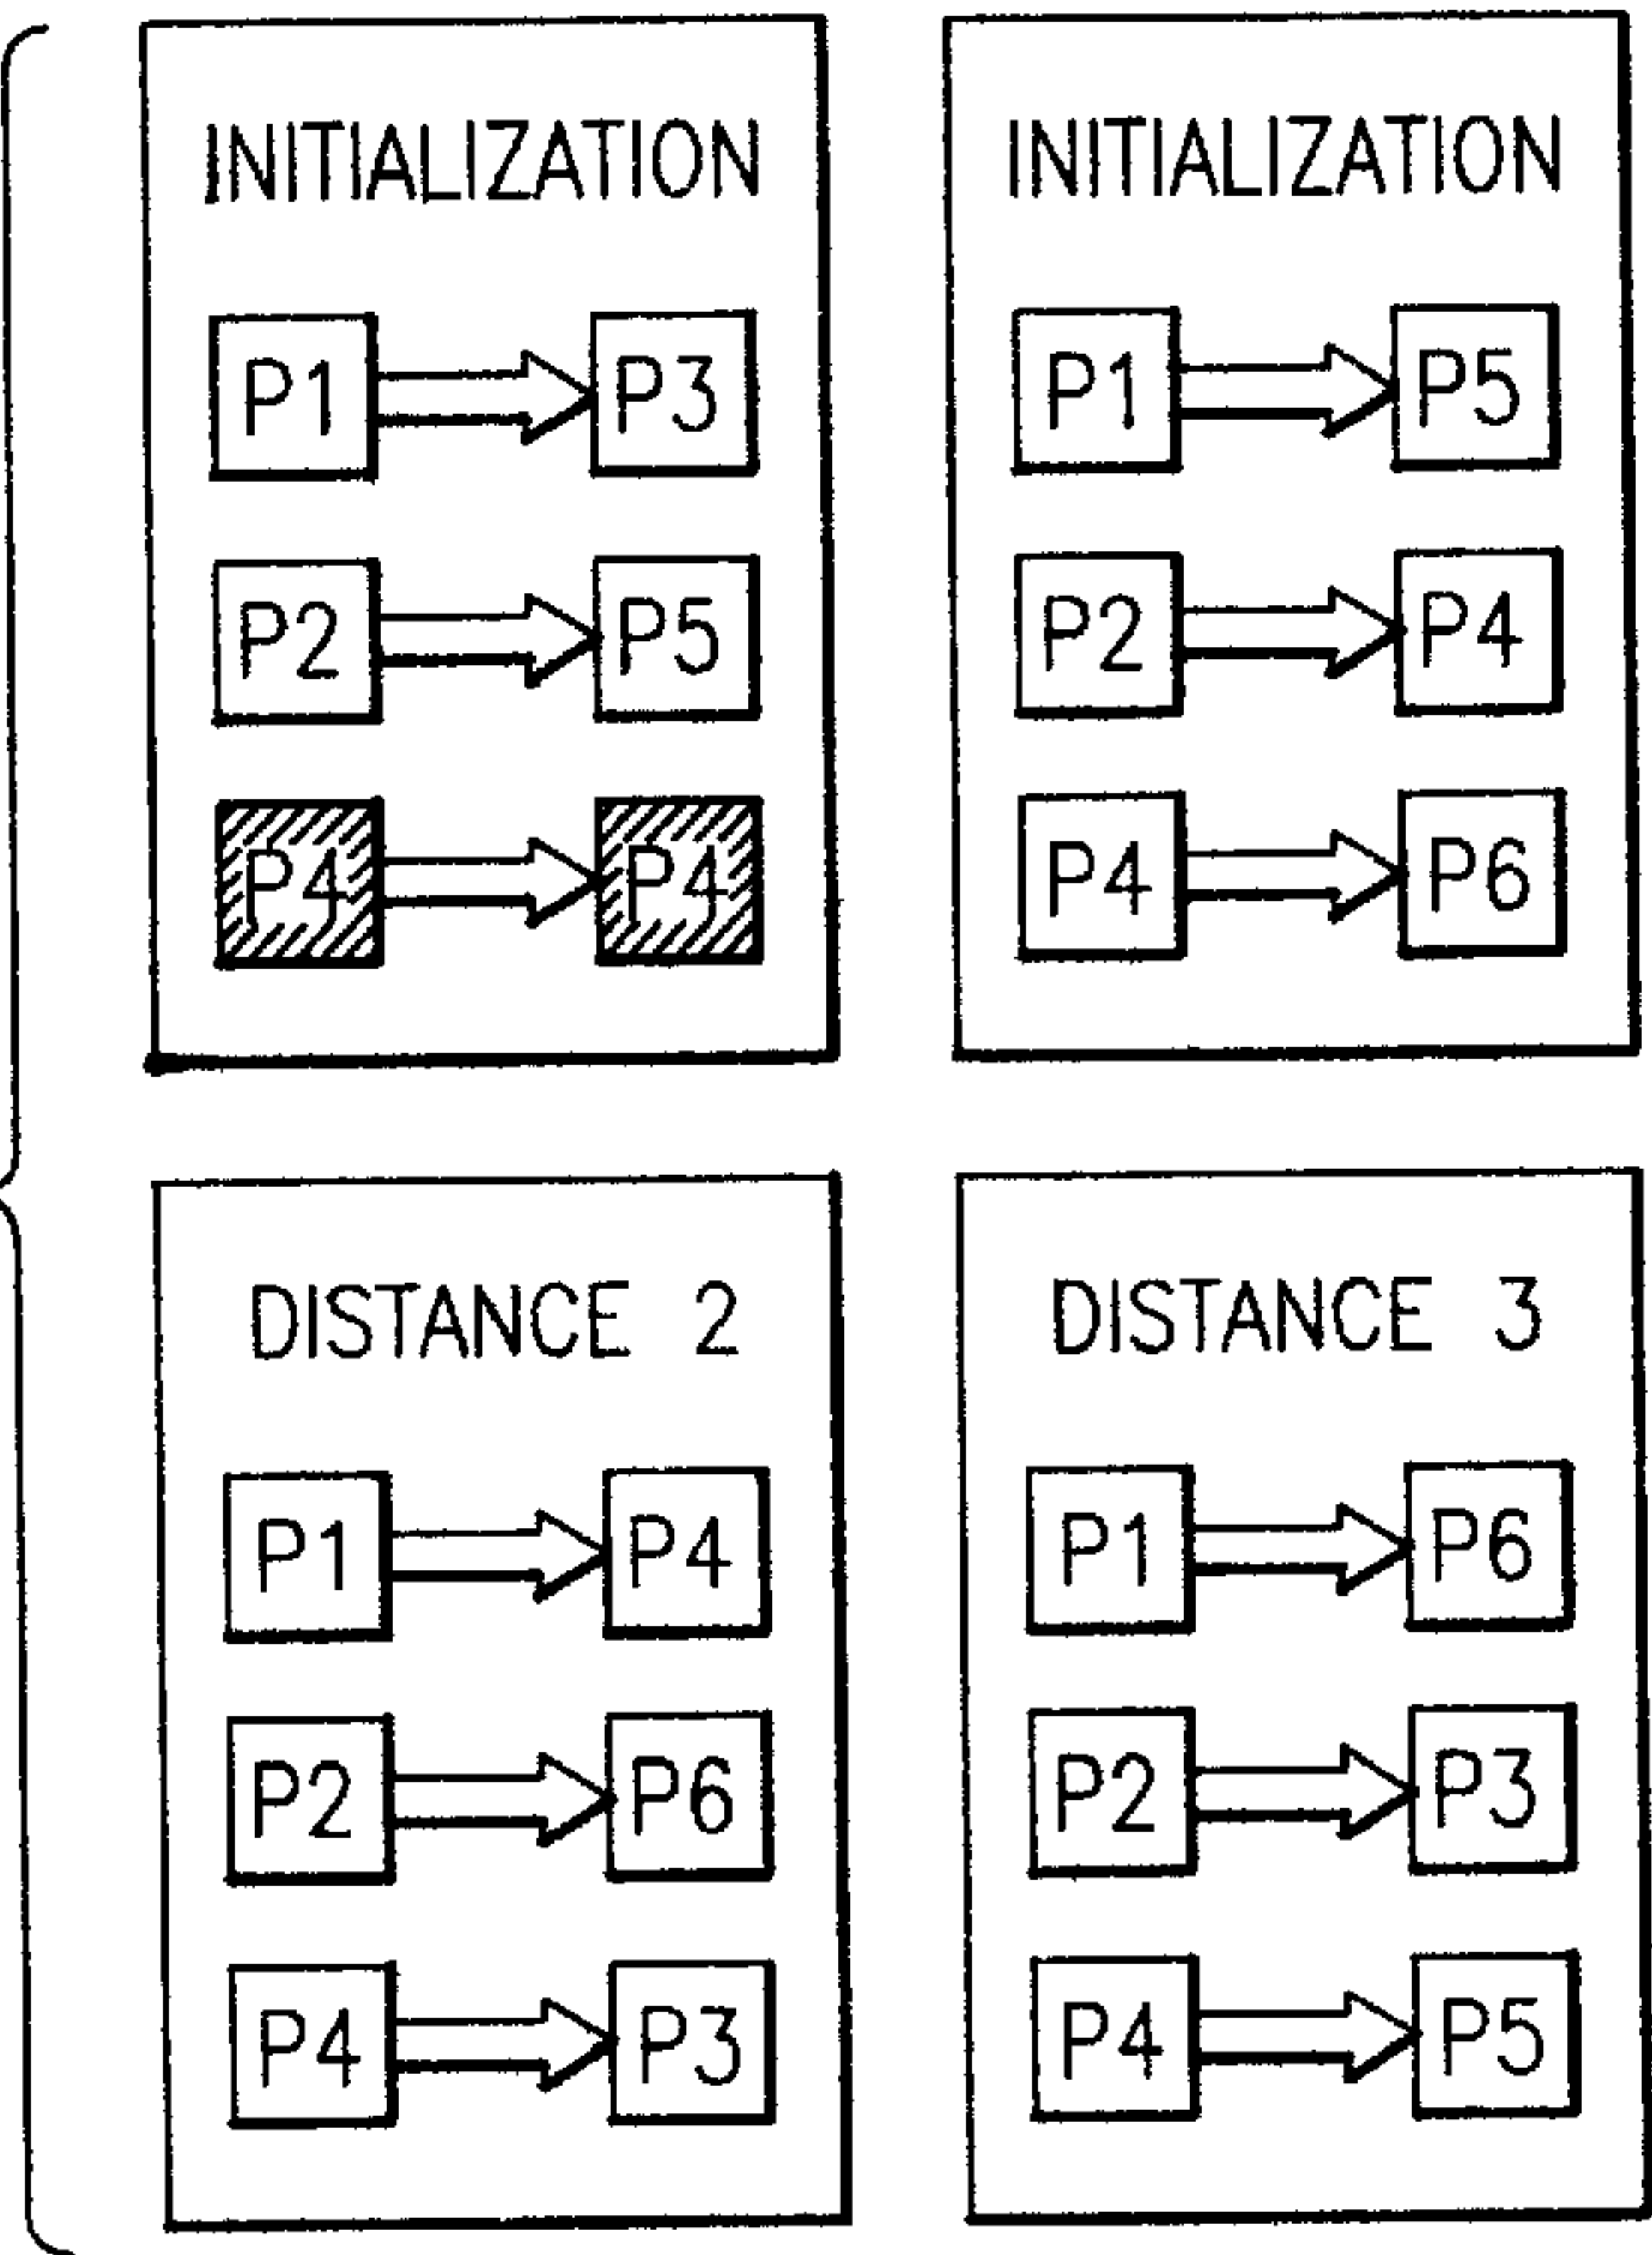 INITIALIZATION
P1 P3
P2 P5
P4 P4
INITIALIZATION
P1 P5
P2 P4
P4 P6
DISTANCE 2
P1 P4
P2 P6
P4 P3
DISTANCE 3
P1 P6
P2 P3
P4 P5